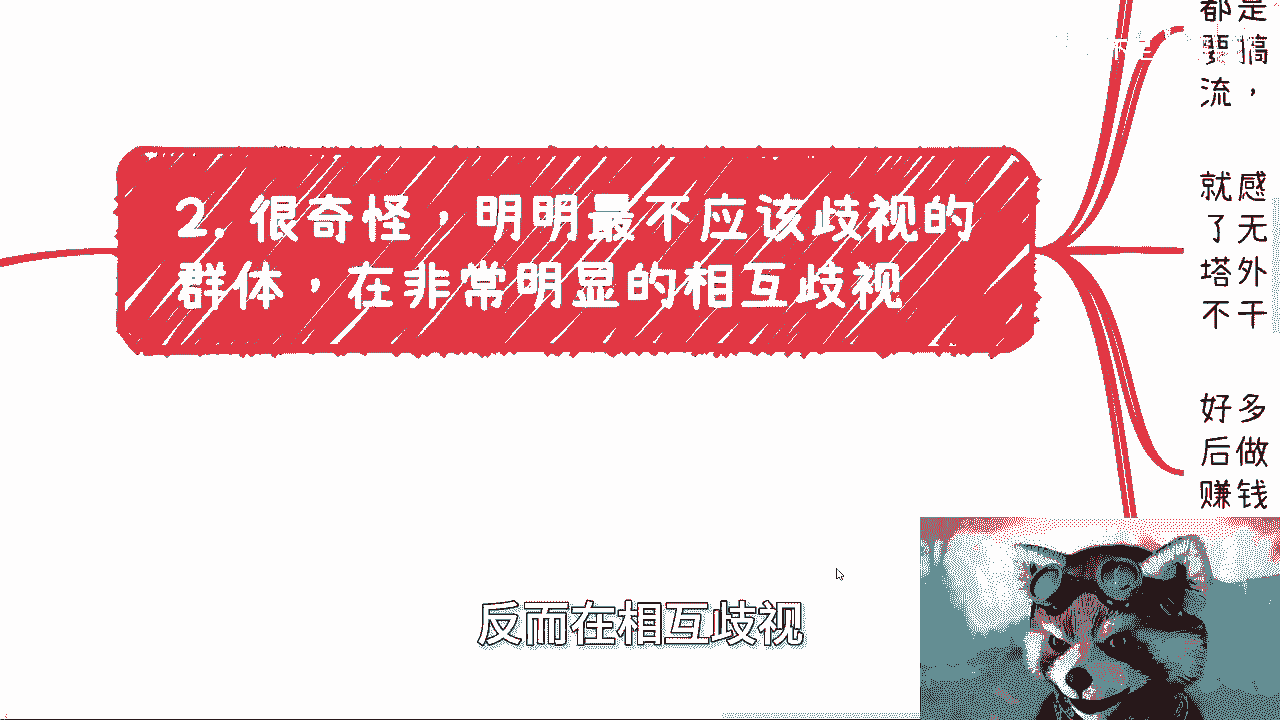 2. 很奇怪，明明最不应该歧视的
群体，在非常明显的相互歧视
都是
要搞
流，
就感
了无
塔外
不干
好多
后做
赚钱
反而在相互歧视